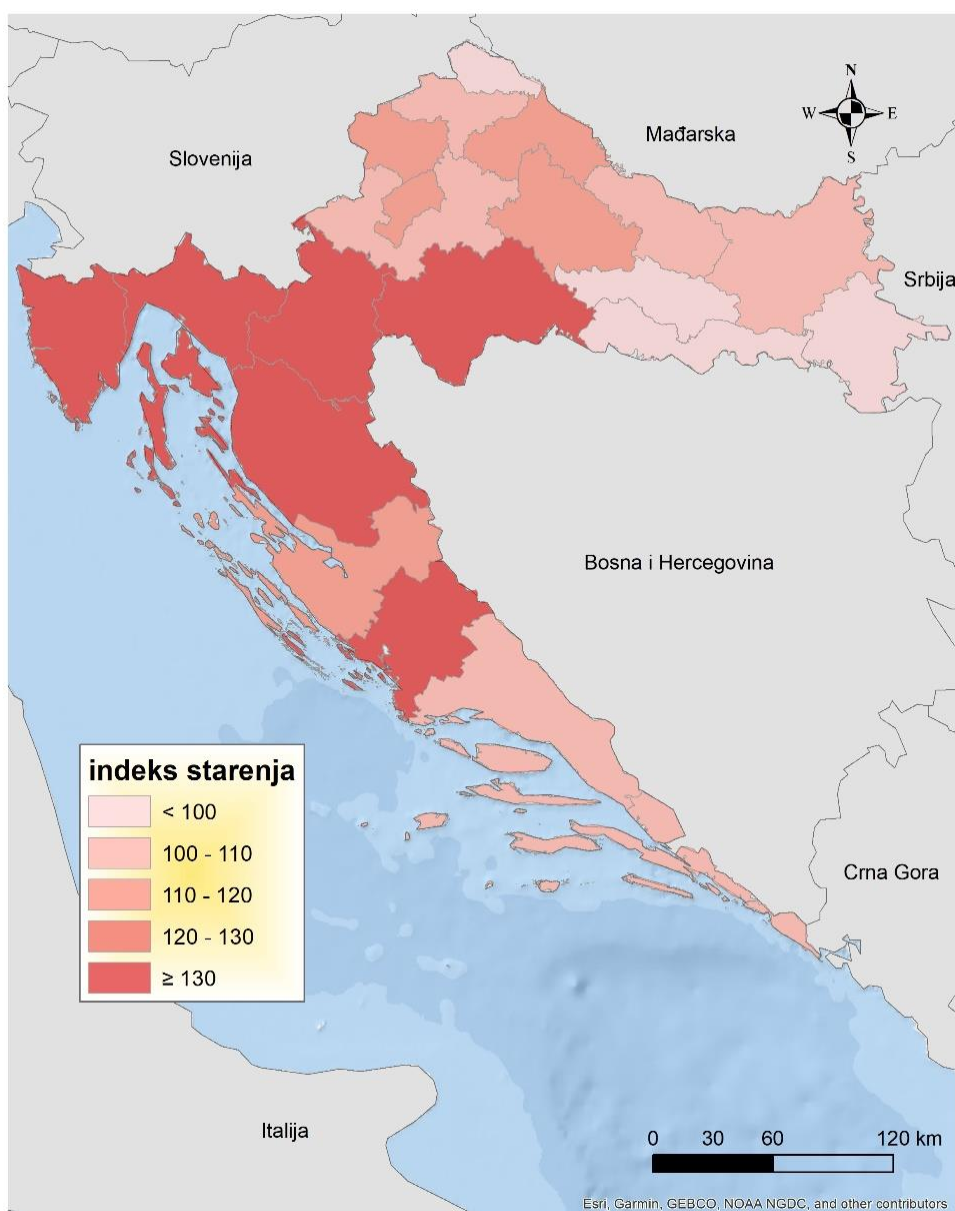 N
W E
S
Mađarska
Slovenija
Srbija
Bosna i Hercegovina
indeks starenja
< 100
100 - 110
110 - 120
120 - 130
≥ 130
Crna Gora
Italija
0 30 60 120 km
Esri, Garmin, GEBCO, NOAA NGDC, and other contributors